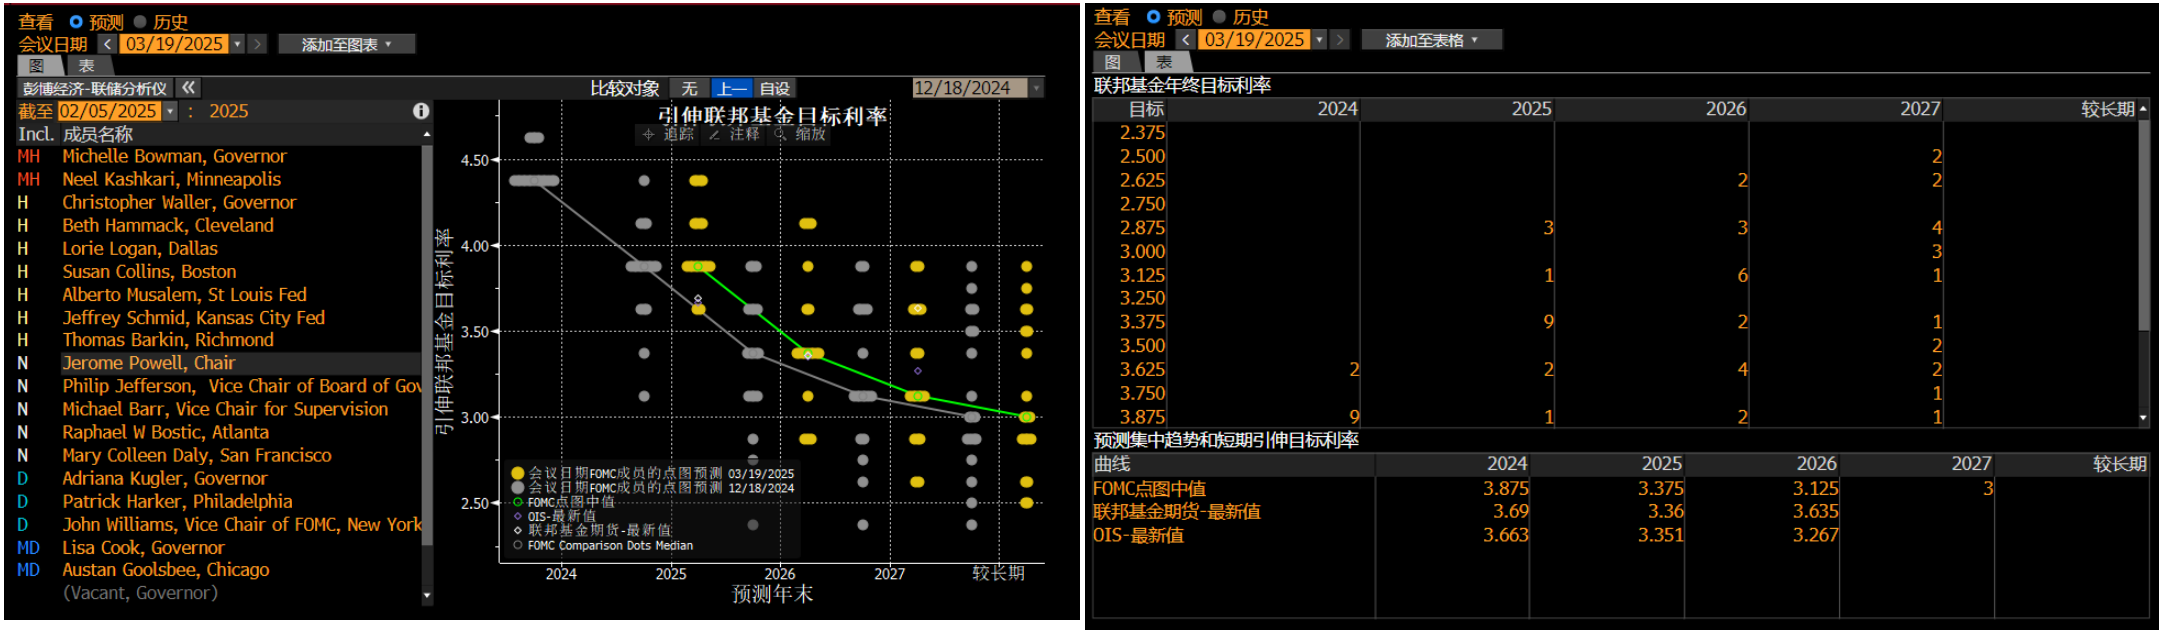 查看 预测 历史
会议日期 < 03/19/2025 > 添加至图表
图 表
彭博经济-联储分析仪 «
比较对象 无 上一 自设 12/18/2024
截至 02/05/2025 : 2025
Incl. 成员名称
MH Michelle Bowman, Governor
MH Neel Kashkari, Minneapolis
H Christopher Waller, Governor
H Beth Hammack, Cleveland
H Lorie Logan, Dallas
H Susan Collins, Boston
H Alberto Musalem, St Louis Fed
H Jeffrey Schmid, Kansas City Fed
H Thomas Barkin, Richmond
N Jerome Powell, Chair
N Philip Jefferson, Vice Chair of Board of Gov
N Michael Barr, Vice Chair for Supervision
N Raphael W Bostic, Atlanta
N Mary Colleen Daly, San Francisco
D Adriana Kugler, Governor
D Patrick Harker, Philadelphia
D John Williams, Vice Chair of FOMC, New York
MD Lisa Cook, Governor
MD Austan Goolsbee, Chicago
(Vacant, Governor)
引伸联邦基金目标利率
追踪 注释 缩放
引伸联邦基金目标利率
4.50
4.00
3.50
3.00
2.50
会议日期FOMC成员的点图预测 03/19/2025
会议日期FOMC成员的点图预测 12/18/2024
FOMC点图中值
OIS-最新值
联邦基金期货-最新值
FOMC Comparison Dots Median
2024 2025 2026 2027 较长期
预测年末
查看 预测 历史
会议日期 < 03/19/2025 > 添加至表格
图 表
联邦基金年终目标利率
目标 2024 2025 2026 2027 较长期
2.375
2.500 2
2.625 2 2
2.750
2.875 3 3 4
3.000 3
3.125 1 6 1
3.250
3.375 9 2 1
3.500 2
3.625 2 2 4 2
3.750 1
3.875 9 1 2 1
预测集中趋势和短期引伸目标利率
曲线 2024 2025 2026 2027 较长期
FOMC点图中值 3.875 3.375 3.125 3
联邦基金期货-最新值 3.69 3.36 3.635
OIS-最新值 3.663 3.351 3.267